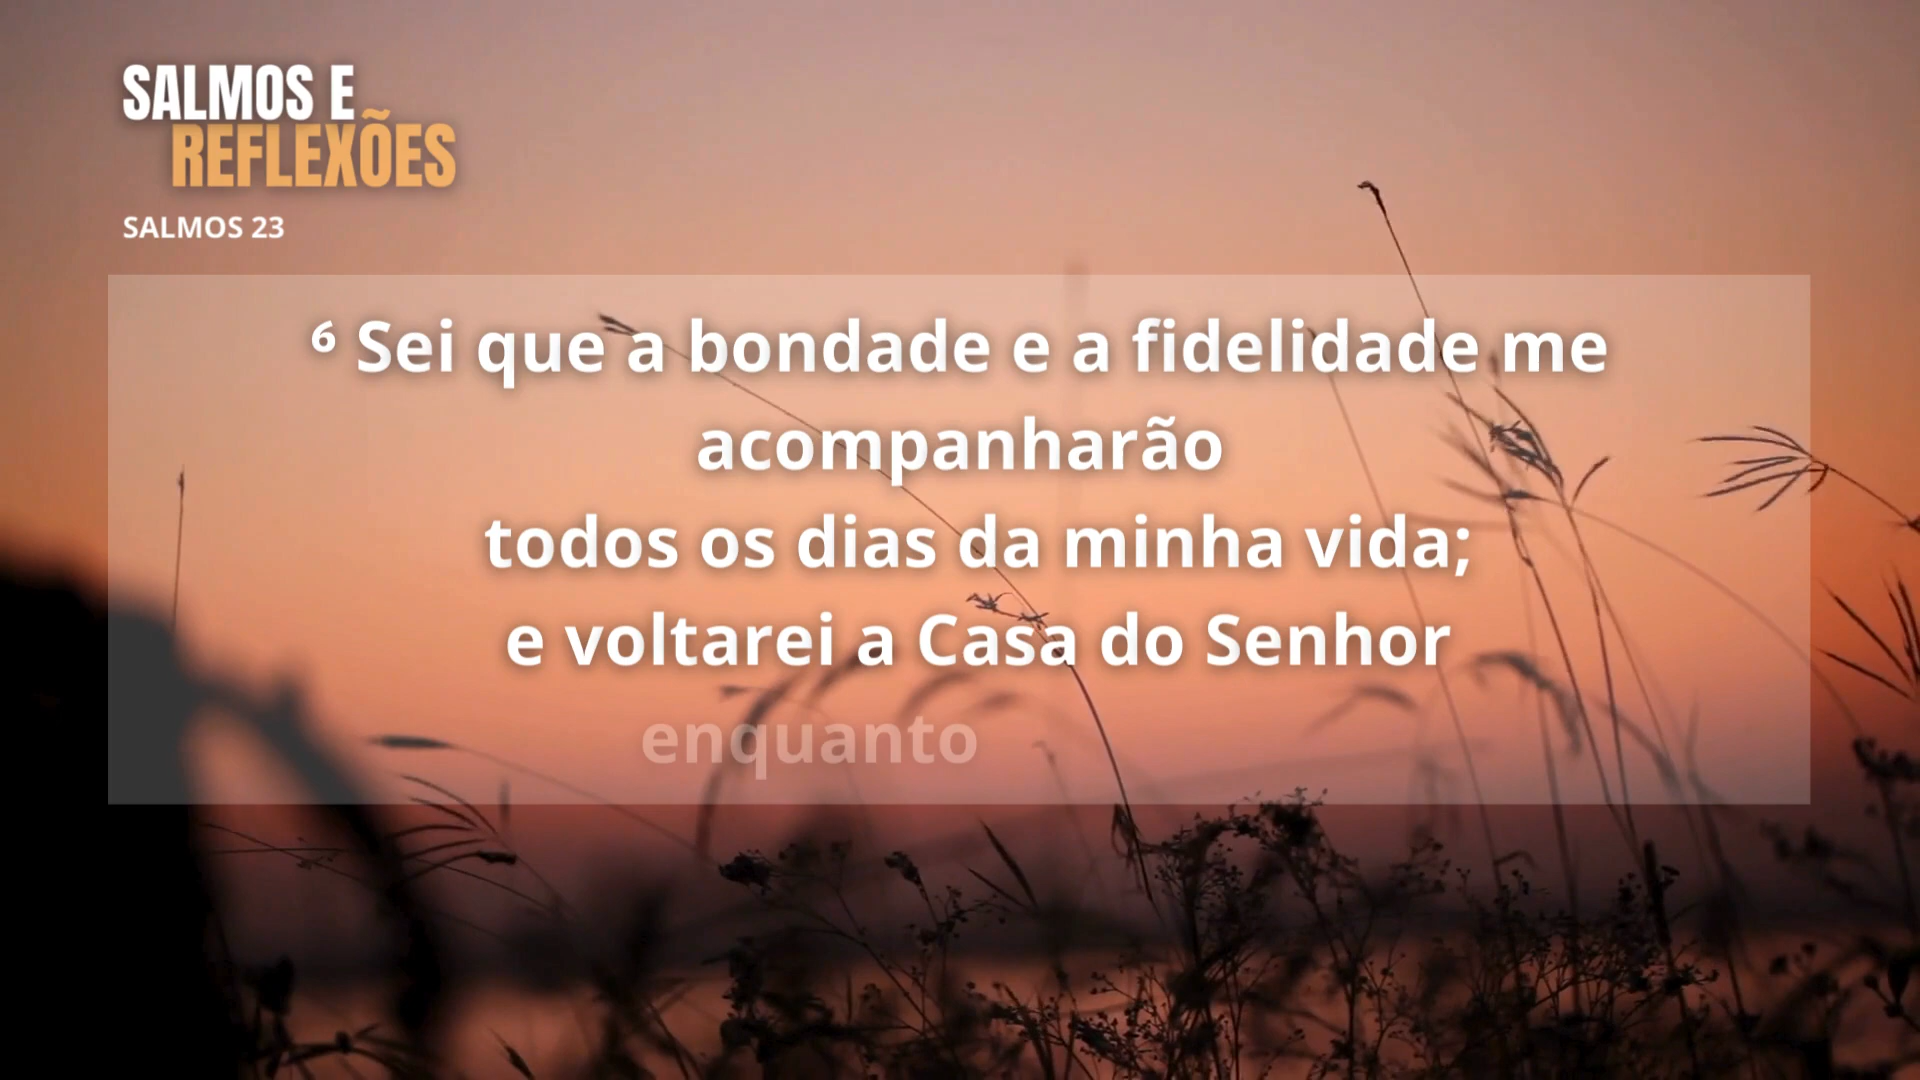 SALMOS E
REFLEXÕES
SALMOS 23
⁶ Sei que a bondade e a fidelidade me
acompanharão
todos os dias da minha vida;
e voltarei a Casa do Senhor
enquanto